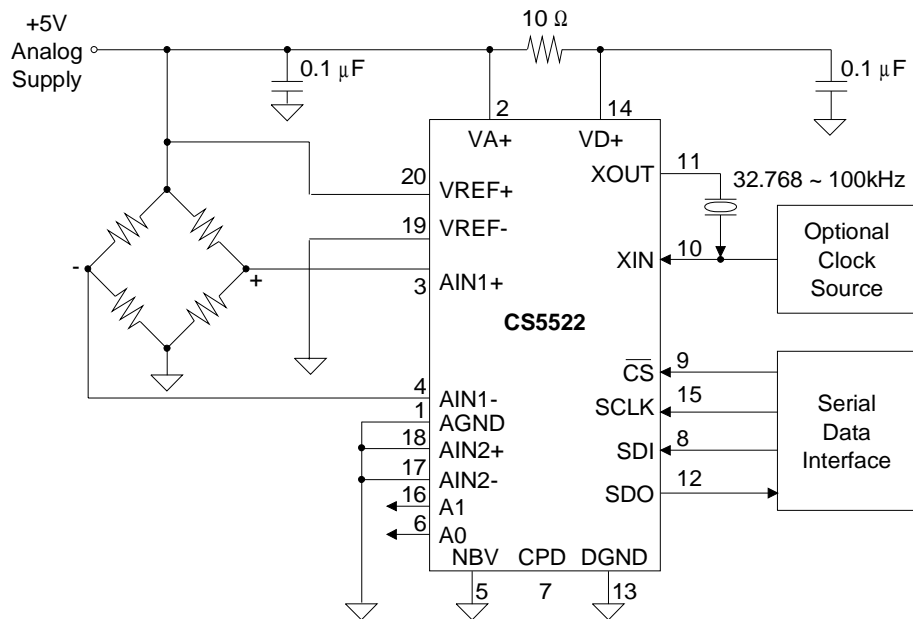 +5V
Analog
Supply
10 Ω
0.1 μF
0.1 μF
2
14
VA+
VD+
20
VREF+
19
VREF-
-
+
AIN1+
3
CS5522
4
AIN1-
1
AGND
18
AIN2+
17
AIN2-
16
A1
6
A0
NBV
CPD
DGND
5
7
13
11
XOUT
32.768 ~ 100kHz
10
XIN
Optional
Clock
Source
9
CS
15
SCLK
8
SDI
12
SDO
Serial
Data
Interface